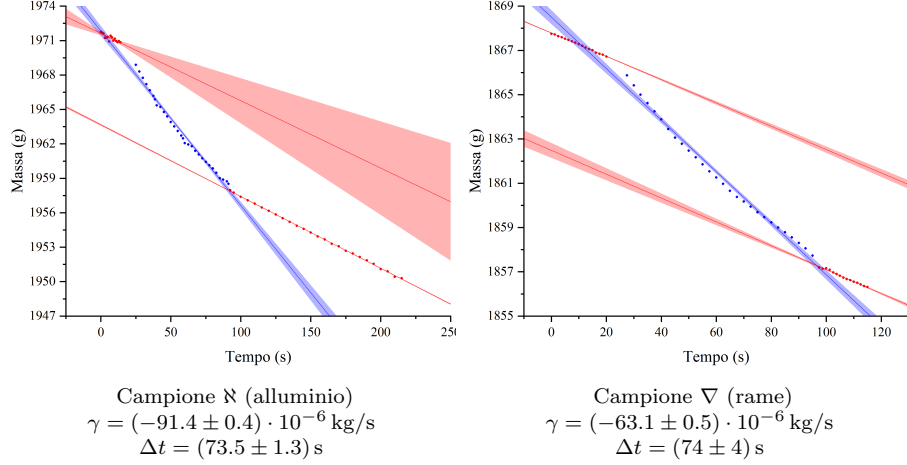 1974
1971
1968
1965
1962
1959
1956
1953
1950
1947
Massa (g)
0 50 100 150 200 250
Tempo (s)
1869
1867
1865
1863
1861
1859
1857
1855
Massa (g)
0 20 40 60 80 100 120
Tempo (s)
Campione ℵ (alluminio)
γ = (−91.4 ± 0.4) · 10⁻⁶ kg/s
Δt = (73.5 ± 1.3) s
Campione ∇ (rame)
γ = (−63.1 ± 0.5) · 10⁻⁶ kg/s
Δt = (74 ± 4) s